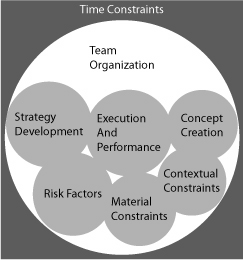 Time Constraints
Team
Organization
Strategy
Development
Execution
And
Performance
Concept
Creation
Risk Factors
Material
Constraints
Contextual
Constraints